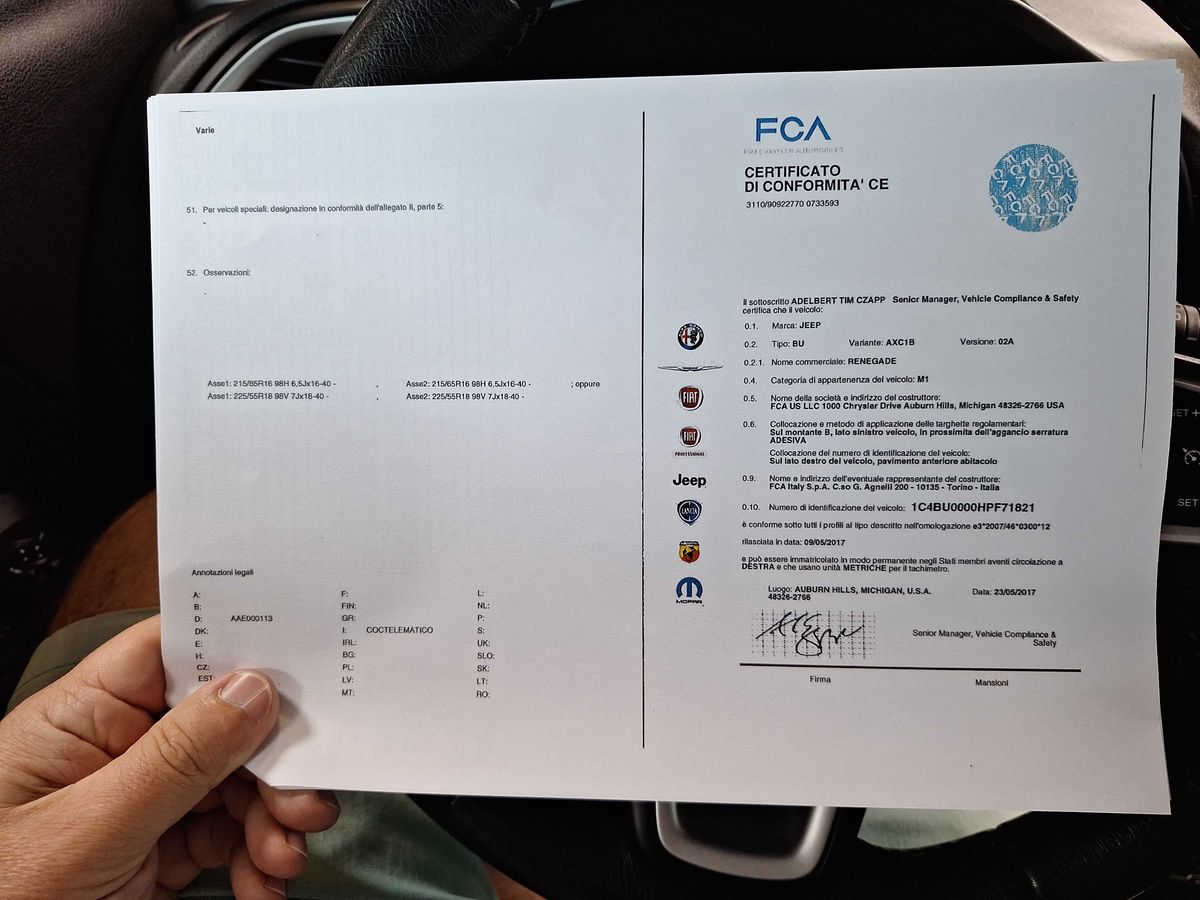 Varie
51. Per veicoli speciali: designazione in conformità dell'allegato II, parte 5:
-
52. Osservazioni:
-
Asse1: 215/65R16 98H 6,5Jx16-40 - , Asse2: 215/65R16 98H 6,5Jx16-40 - ; oppure
Asse1: 225/55R18 98V 7Jx18-40 - , Asse2: 225/55R18 98V 7Jx18-40 -
Annotazioni legali
A: F: L:
B: FIN: NL:
D: AAE000113 GR: P:
DK: I: COCTELEMATICO S:
E: IRL: UK:
H: BG: SLO:
CZ: PL: SK:
EST: LV: LT:
MT: RO:
FCA
FIAT CHRYSLER AUTOMOBILES
CERTIFICATO
DI CONFORMITA' CE
3110/90922770 0733593
Il sottoscritto ADELBERT TIM CZAPP Senior Manager, Vehicle Compliance & Safety
certifica che il veicolo:
0.1. Marca: JEEP
0.2. Tipo: BU Variante: AXC1B Versione: 02A
0.2.1. Nome commerciale: RENEGADE
0.4. Categoria di appartenenza del veicolo: M1
0.5. Nome della società e indirizzo del costruttore:
FCA US LLC 1000 Chrysler Drive Auburn Hills, Michigan 48326-2766 USA
0.6. Collocazione e metodo di applicazione delle targhette regolamentari:
Sul montante B, lato sinistro veicolo, in prossimità dell'aggancio serratura
ADESIVA
Collocazione del numero di identificazione del veicolo:
Sul lato destro del veicolo, pavimento anteriore abitacolo
0.9. Nome e indirizzo dell'eventuale rappresentante del costruttore:
FCA Italy S.p.A. C.so G. Agnelli 200 - 10135 - Torino - Italia
0.10. Numero di identificazione del veicolo: 1C4BU0000HPF71821
è conforme sotto tutti i profili al tipo descritto nell'omologazione e3*2007/46*0300*12
rilasciata in data: 09/05/2017
e può essere immatricolato in modo permanente negli Stati membri aventi circolazione a
DESTRA e che usano unità METRICHE per il tachimetro.
Luogo: AUBURN HILLS, MICHIGAN, U.S.A. Data: 23/05/2017
48326-2766
Senior Manager, Vehicle Compliance &
Safety
Firma Mansioni
FIAT
FIAT
PROFESSIONAL
Jeep
LANCIA
MOPAR
SET +
SET